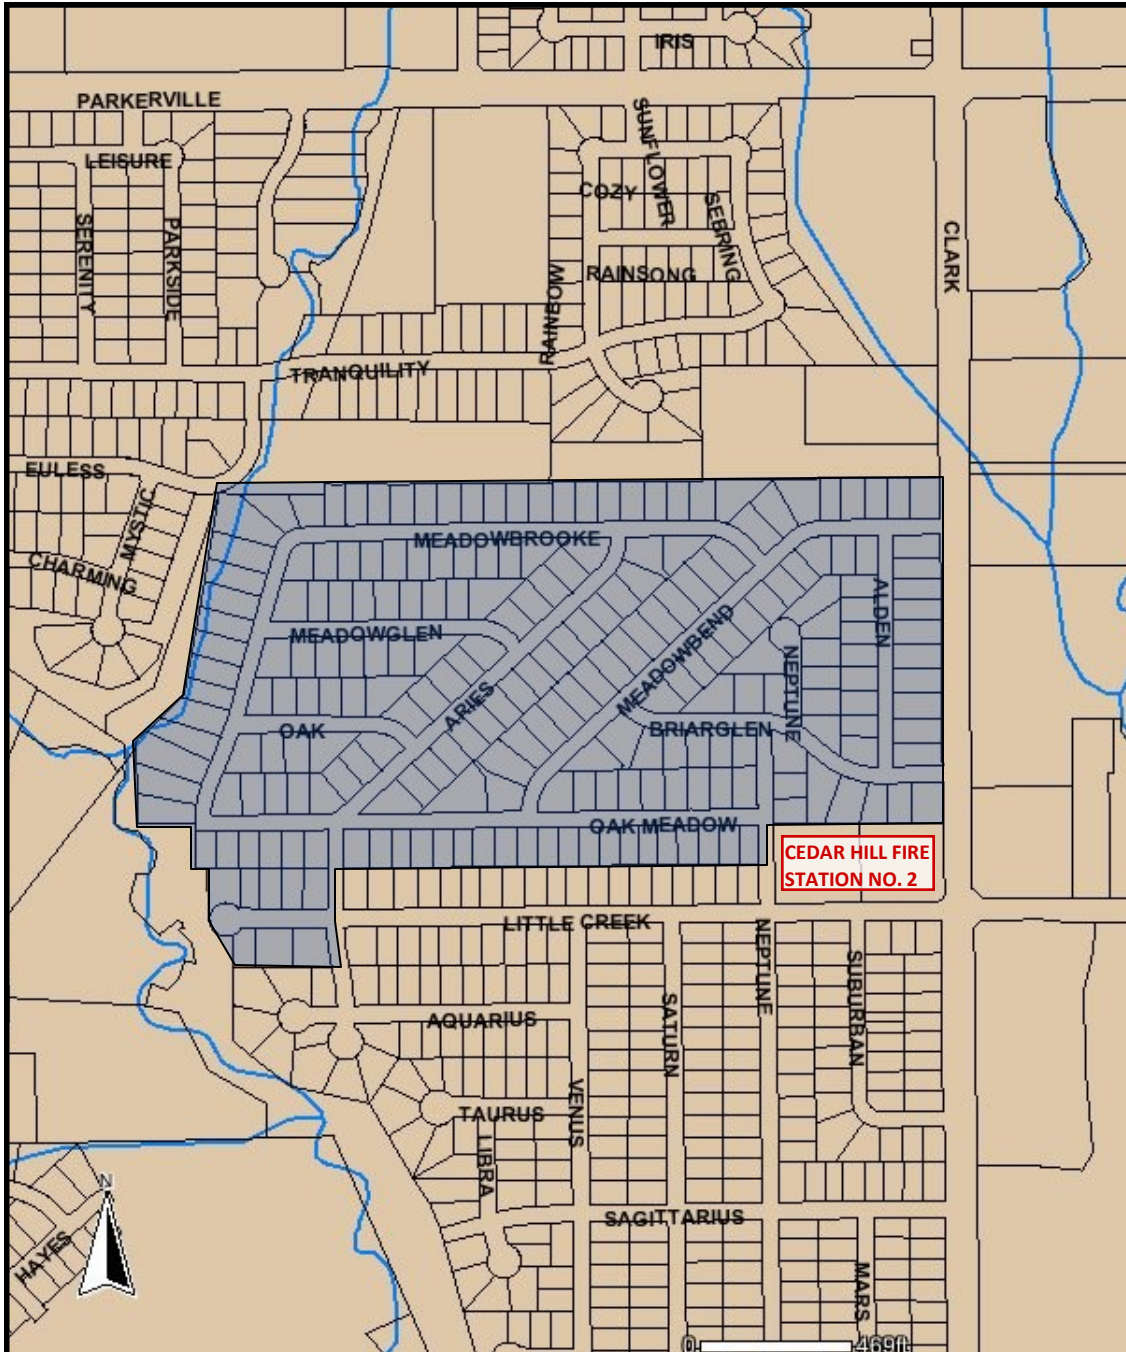 IRIS
PARKERVILLE
SUNFLOWER
LEISURE
COZY
SEBRING
SERENITY
PARKSIDE
CLARK
RAINSONG
RAINBOW
TRANQUILITY
EULESS
MYSTIC
MEADOWBROOKE
CHARMING
ALDEN
MEADOWGLEN
MEADOWBEND
NEPTUNE
ARIES
OAK
BRIARGLEN
OAK MEADOW
CEDAR HILL FIRE
STATION NO. 2
LITTLE CREEK
NEPTUNE
SUBURBAN
SATURN
AQUARIUS
VENUS
TAURUS
LIBRA
N
SAGITTARIUS
HAYES
MARS
0 469ft